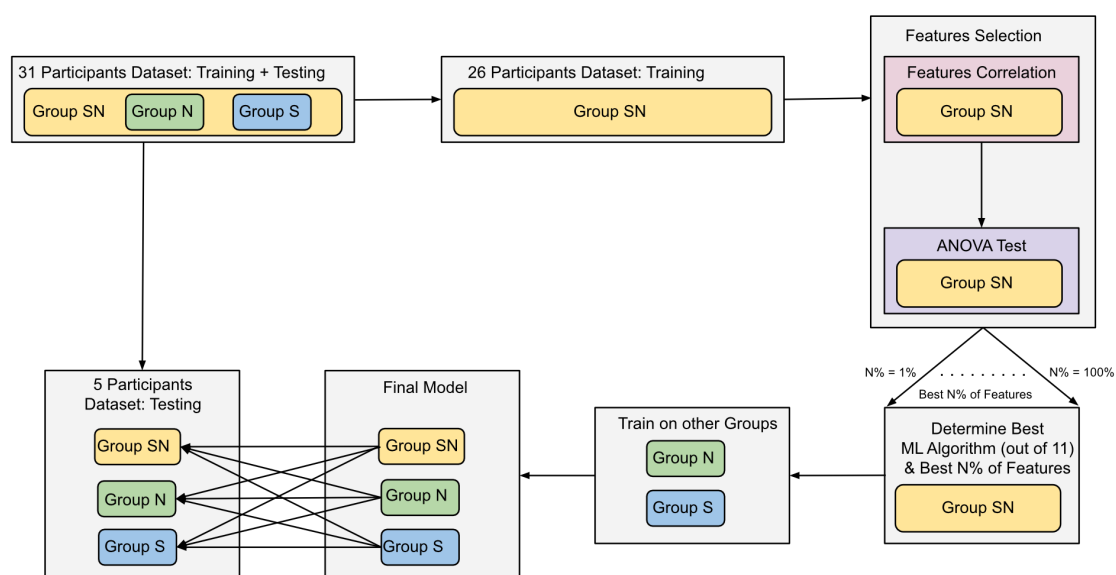 31 Participants Dataset: Training + Testing
Group SN
Group N
Group S
26 Participants Dataset: Training
Group SN
Features Selection
Features Correlation
Group SN
ANOVA Test
Group SN
N% = 1%
. . . . . . . . .
N% = 100%
Best N% of Features
Determine Best
ML Algorithm (out of 11)
& Best N% of Features
Group SN
Train on other Groups
Group N
Group S
Final Model
Group SN
Group N
Group S
5 Participants
Dataset: Testing
Group SN
Group N
Group S